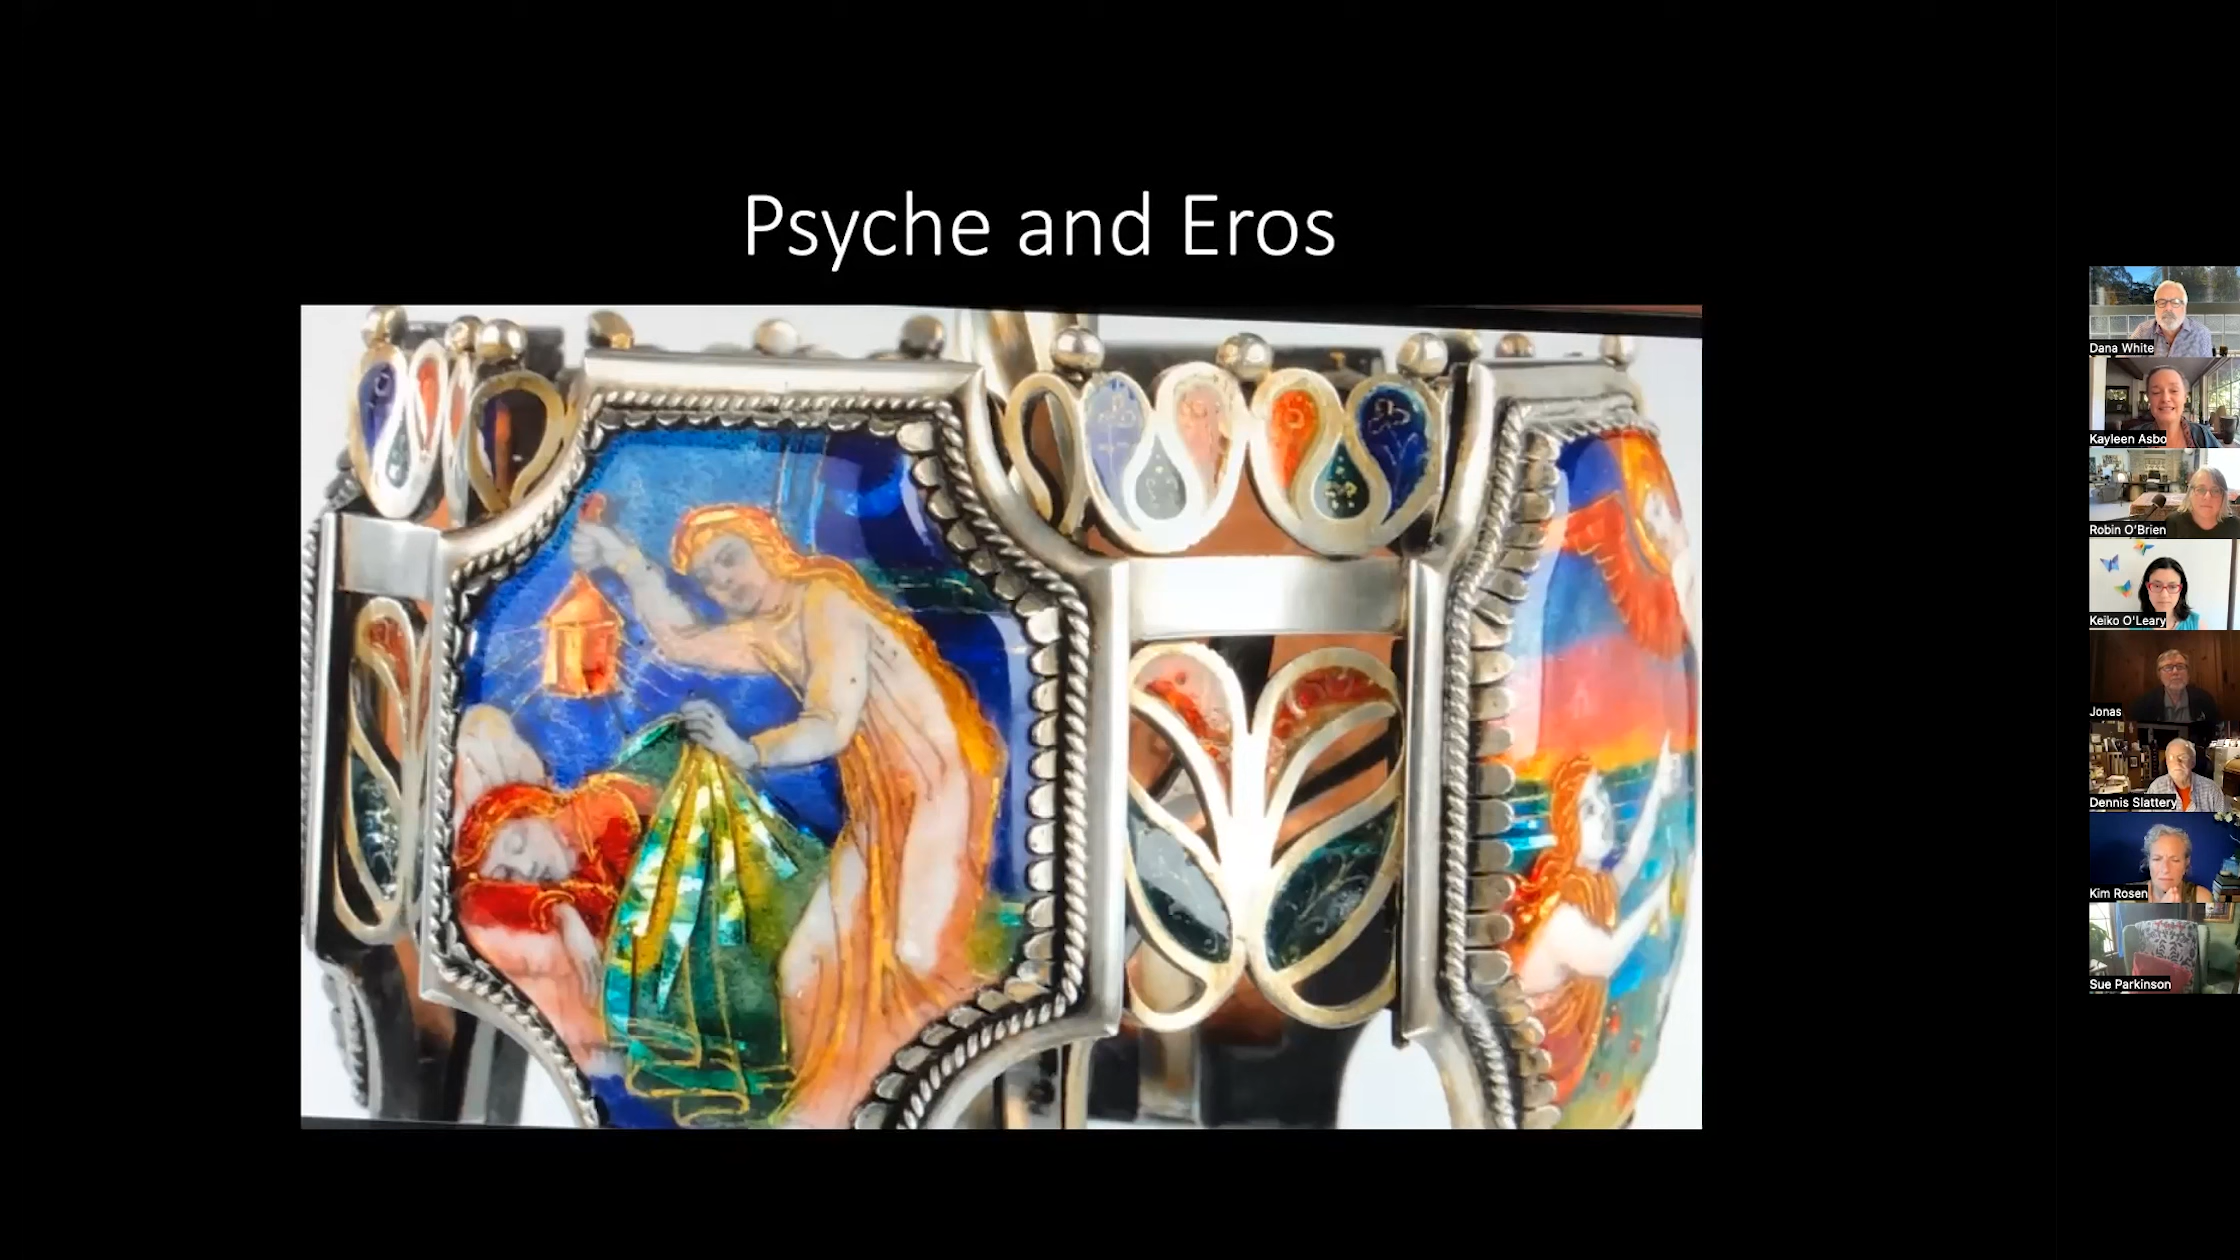 Psyche and Eros
Dana White
Kayleen Asbo
Robin O'Brien
Keiko O'Leary
Jonas
Dennis Slattery
Kim Rosen
Sue Parkinson